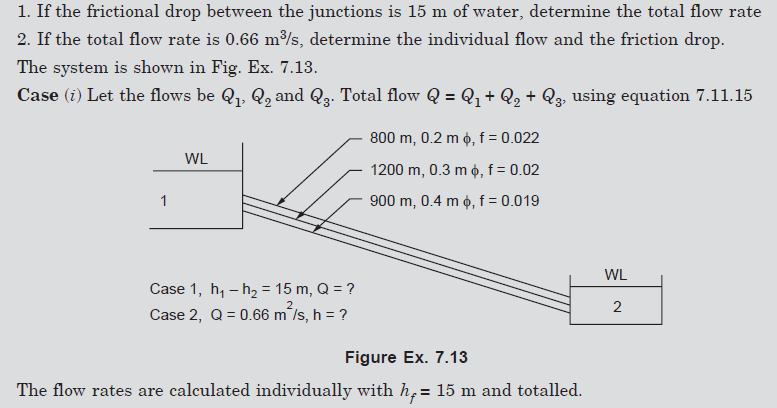 1. If the frictional drop between the junctions is 15 m of water, determine the total flow rate
2. If the total flow rate is 0.66 m³/s, determine the individual flow and the friction drop.
The system is shown in Fig. Ex. 7.13.
Case (i) Let the flows be Q₁, Q₂ and Q₃. Total flow Q = Q₁ + Q₂ + Q₃, using equation 7.11.15
800 m, 0.2 m ϕ, f = 0.022
WL
1200 m, 0.3 m ϕ, f = 0.02
1
900 m, 0.4 m ϕ, f = 0.019
WL
2
Case 1, h₁ – h₂ = 15 m, Q = ?
Case 2, Q = 0.66 m²/s, h = ?
Figure Ex. 7.13
The flow rates are calculated individually with h_f = 15 m and totalled.